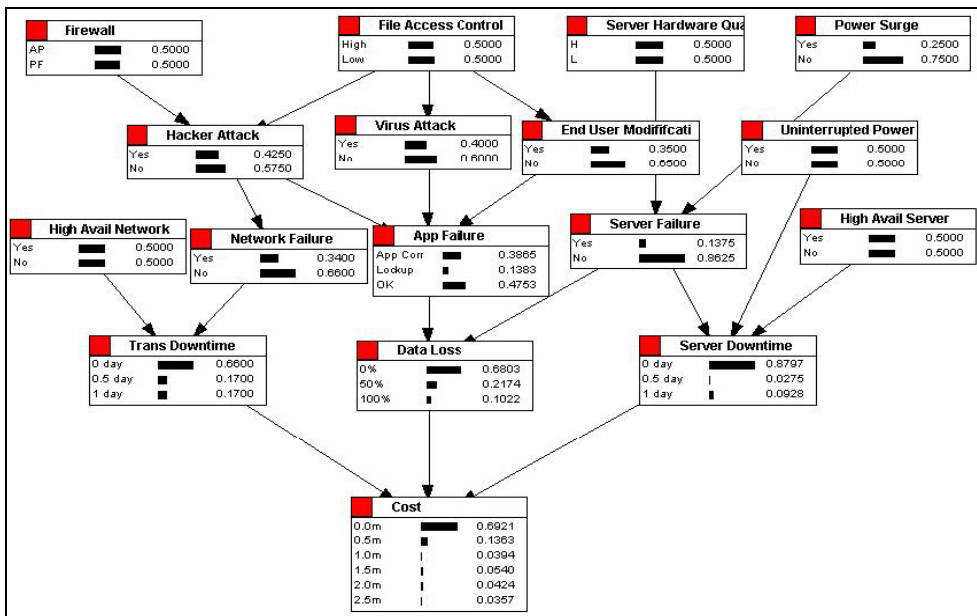 Firewall
AP 0.5000
PF 0.5000
File Access Control
High 0.5000
Low 0.5000
Server Hardware Qua
H 0.5000
L 0.5000
Power Surge
Yes 0.2500
No 0.7500
Hacker Attack
Yes 0.4250
No 0.5750
Virus Attack
Yes 0.4000
No 0.6000
End User Modififcati
Yes 0.3500
No 0.6500
Uninterrupted Power
Yes 0.5000
No 0.5000
High Avail Network
Yes 0.5000
No 0.5000
Network Failure
Yes 0.3400
No 0.6600
App Failure
App Corr 0.3865
Lookup 0.1383
OK 0.4753
Server Failure
Yes 0.1375
No 0.8625
High Avail Server
Yes 0.5000
No 0.5000
Trans Downtime
0 day 0.6600
0.5 day 0.1700
1 day 0.1700
Data Loss
0% 0.6803
50% 0.2174
100% 0.1022
Server Downtime
0 day 0.8797
0.5 day 0.0275
1 day 0.0928
Cost
0.0m 0.6921
0.5m 0.1363
1.0m 0.0394
1.5m 0.0540
2.0m 0.0424
2.5m 0.0357